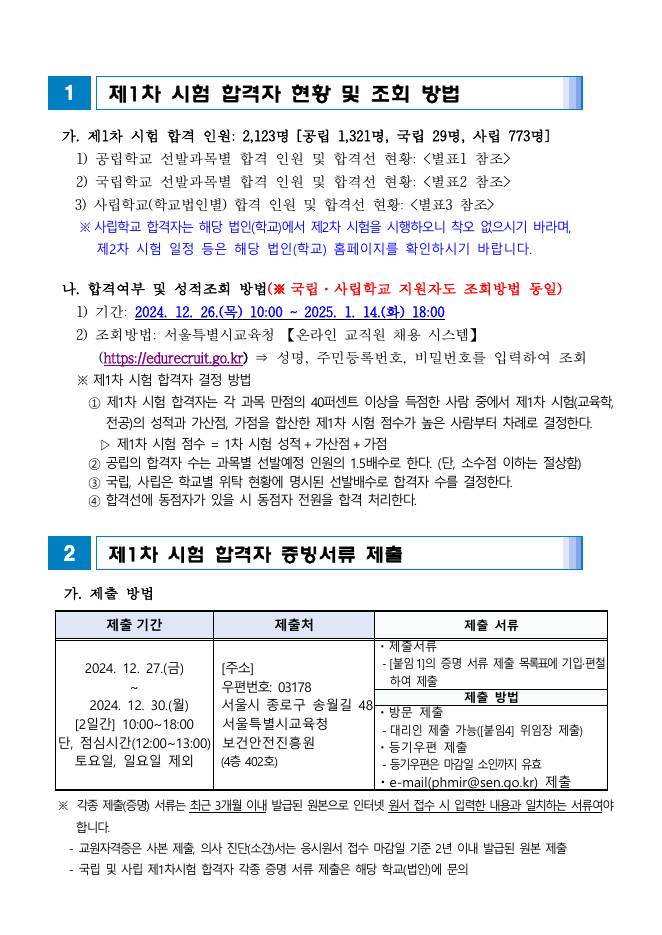 1 제1차 시험 합격자 현황 및 조회 방법
가. 제1차 시험 합격 인원: 2,123명 [공립 1,321명, 국립 29명, 사립 773명]
1) 공립학교 선발과목별 합격 인원 및 합격선 현황: <별표1 참조>
2) 국립학교 선발과목별 합격 인원 및 합격선 현황: <별표2 참조>
3) 사립학교(학교법인별) 합격 인원 및 합격선 현황: <별표3 참조>
※ 사립학교 합격자는 해당 법인(학교)에서 제2차 시험을 시행하오니 착오 없으시기 바라며,
제2차 시험 일정 등은 해당 법인(학교) 홈페이지를 확인하시기 바랍니다.
나. 합격여부 및 성적조회 방법(※ 국립·사립학교 지원자도 조회방법 동일)
1) 기간: 2024. 12. 26.(목) 10:00 ~ 2025. 1. 14.(화) 18:00
2) 조회방법: 서울특별시교육청 【온라인 교직원 채용 시스템】
(https://edurecruit.go.kr) ⇒ 성명, 주민등록번호, 비밀번호를 입력하여 조회
※ 제1차 시험 합격자 결정 방법
① 제1차 시험 합격자는 각 과목 만점의 40퍼센트 이상을 득점한 사람 중에서 제1차 시험(교육학,
전공)의 성적과 가산점, 가점을 합산한 제1차 시험 점수가 높은 사람부터 차례로 결정한다.
▷ 제1차 시험 점수 = 1차 시험 성적 + 가산점 + 가점
② 공립의 합격자 수는 과목별 선발예정 인원의 1.5배수로 한다. (단, 소수점 이하는 절상함)
③ 국립, 사립은 학교별 위탁 현황에 명시된 선발배수로 합격자 수를 결정한다.
④ 합격선에 동점자가 있을 시 동점자 전원을 합격 처리한다.
2 제1차 시험 합격자 증빙서류 제출
가. 제출 방법
제출 기간 제출처 제출 서류
2024. 12. 27.(금)
~
2024. 12. 30.(월)
[2일간] 10:00~18:00
단, 점심시간(12:00~13:00)
토요일, 일요일 제외
[주소]
우편번호: 03178
서울시 종로구 송월길 48
서울특별시교육청
보건안전진흥원
(4층 402호)
· 제출서류
- [붙임 1]의 증명 서류 제출 목록표에 기입·편철
하여 제출
제출 방법
· 방문 제출
- 대리인 제출 가능([붙임4] 위임장 제출)
· 등기우편 제출
- 등기우편은 마감일 소인까지 유효
· e-mail(phmir@sen.go.kr) 제출
※ 각종 제출(증명) 서류는 최근 3개월 이내 발급된 원본으로 인터넷 원서 접수 시 입력한 내용과 일치하는 서류여야
합니다.
- 교원자격증은 사본 제출, 의사 진단(소견)서는 응시원서 접수 마감일 기준 2년 이내 발급된 원본 제출
- 국립 및 사립 제1차시험 합격자 각종 증명 서류 제출은 해당 학교(법인)에 문의